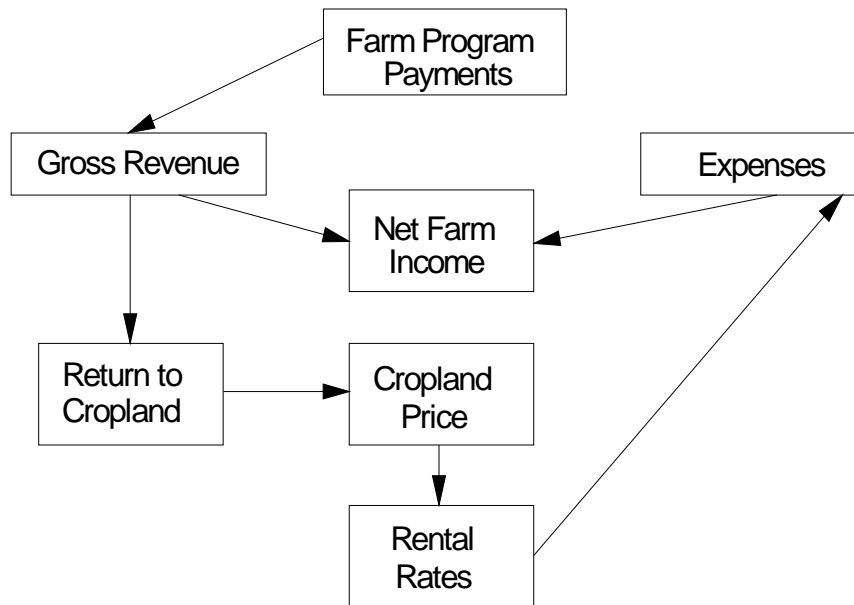 Farm Program
Payments
Gross Revenue
Expenses
Net Farm
Income
Return to
Cropland
Cropland
Price
Rental
Rates